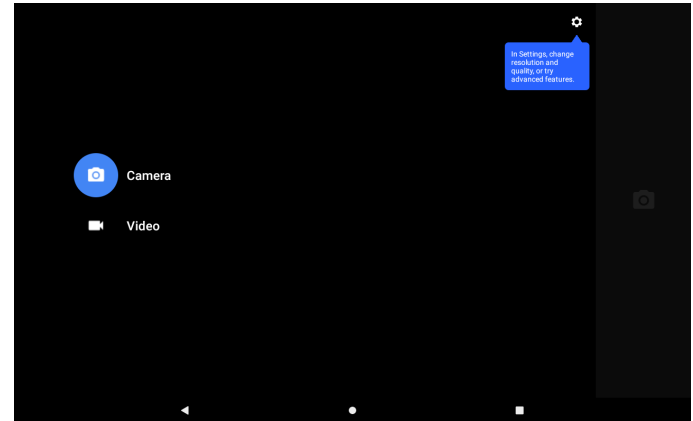 In Settings, change
resolution and
quality, or try
advanced features.
Camera
Video